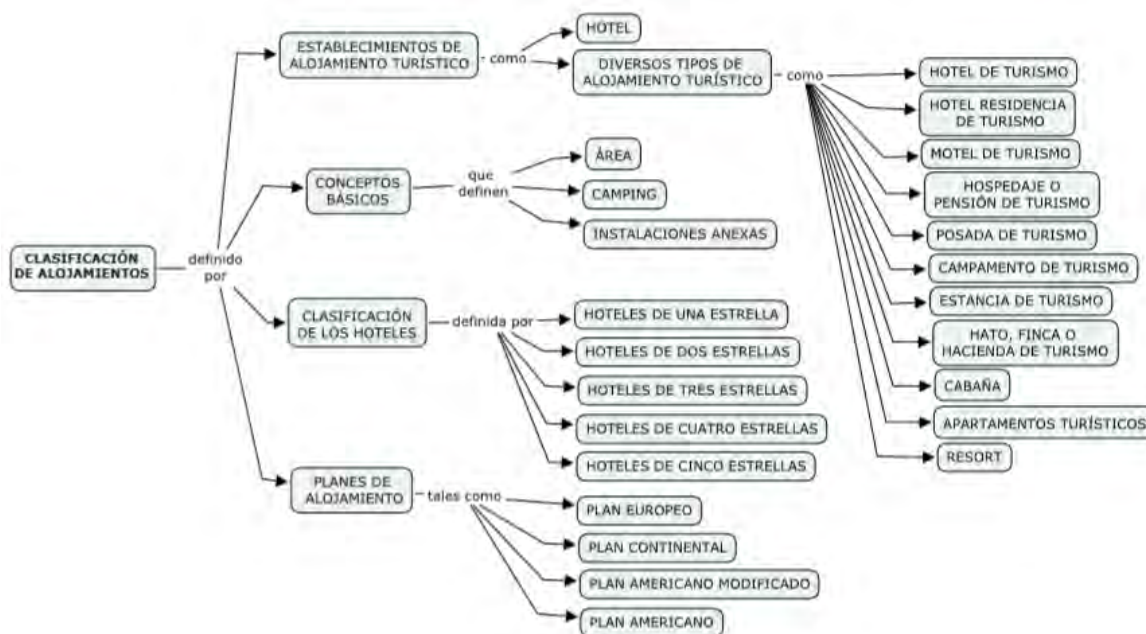 CLASIFICACIÓN
DE ALOJAMIENTOS
definido
por
ESTABLECIMIENTOS DE
ALOJAMIENTO TURÍSTICO
como
HOTEL
DIVERSOS TIPOS DE
ALOJAMIENTO TURÍSTICO
como
HOTEL DE TURISMO
HOTEL RESIDENCIA
DE TURISMO
MOTEL DE TURISMO
HOSPEDAJE O
PENSIÓN DE TURISMO
POSADA DE TURISMO
CAMPAMENTO DE TURISMO
ESTANCIA DE TURISMO
HATO, FINCA O
HACIENDA DE TURISMO
CABAÑA
APARTAMENTOS TURÍSTICOS
RESORT
CONCEPTOS
BÁSICOS
que
definen
ÁREA
CAMPING
INSTALACIONES ANEXAS
CLASIFICACIÓN
DE LOS HOTELES
definida por
HOTELES DE UNA ESTRELLA
HOTELES DE DOS ESTRELLAS
HOTELES DE TRES ESTRELLAS
HOTELES DE CUATRO ESTRELLAS
HOTELES DE CINCO ESTRELLAS
PLANES DE
ALOJAMIENTO
tales como
PLAN EUROPEO
PLAN CONTINENTAL
PLAN AMERICANO MODIFICADO
PLAN AMERICANO